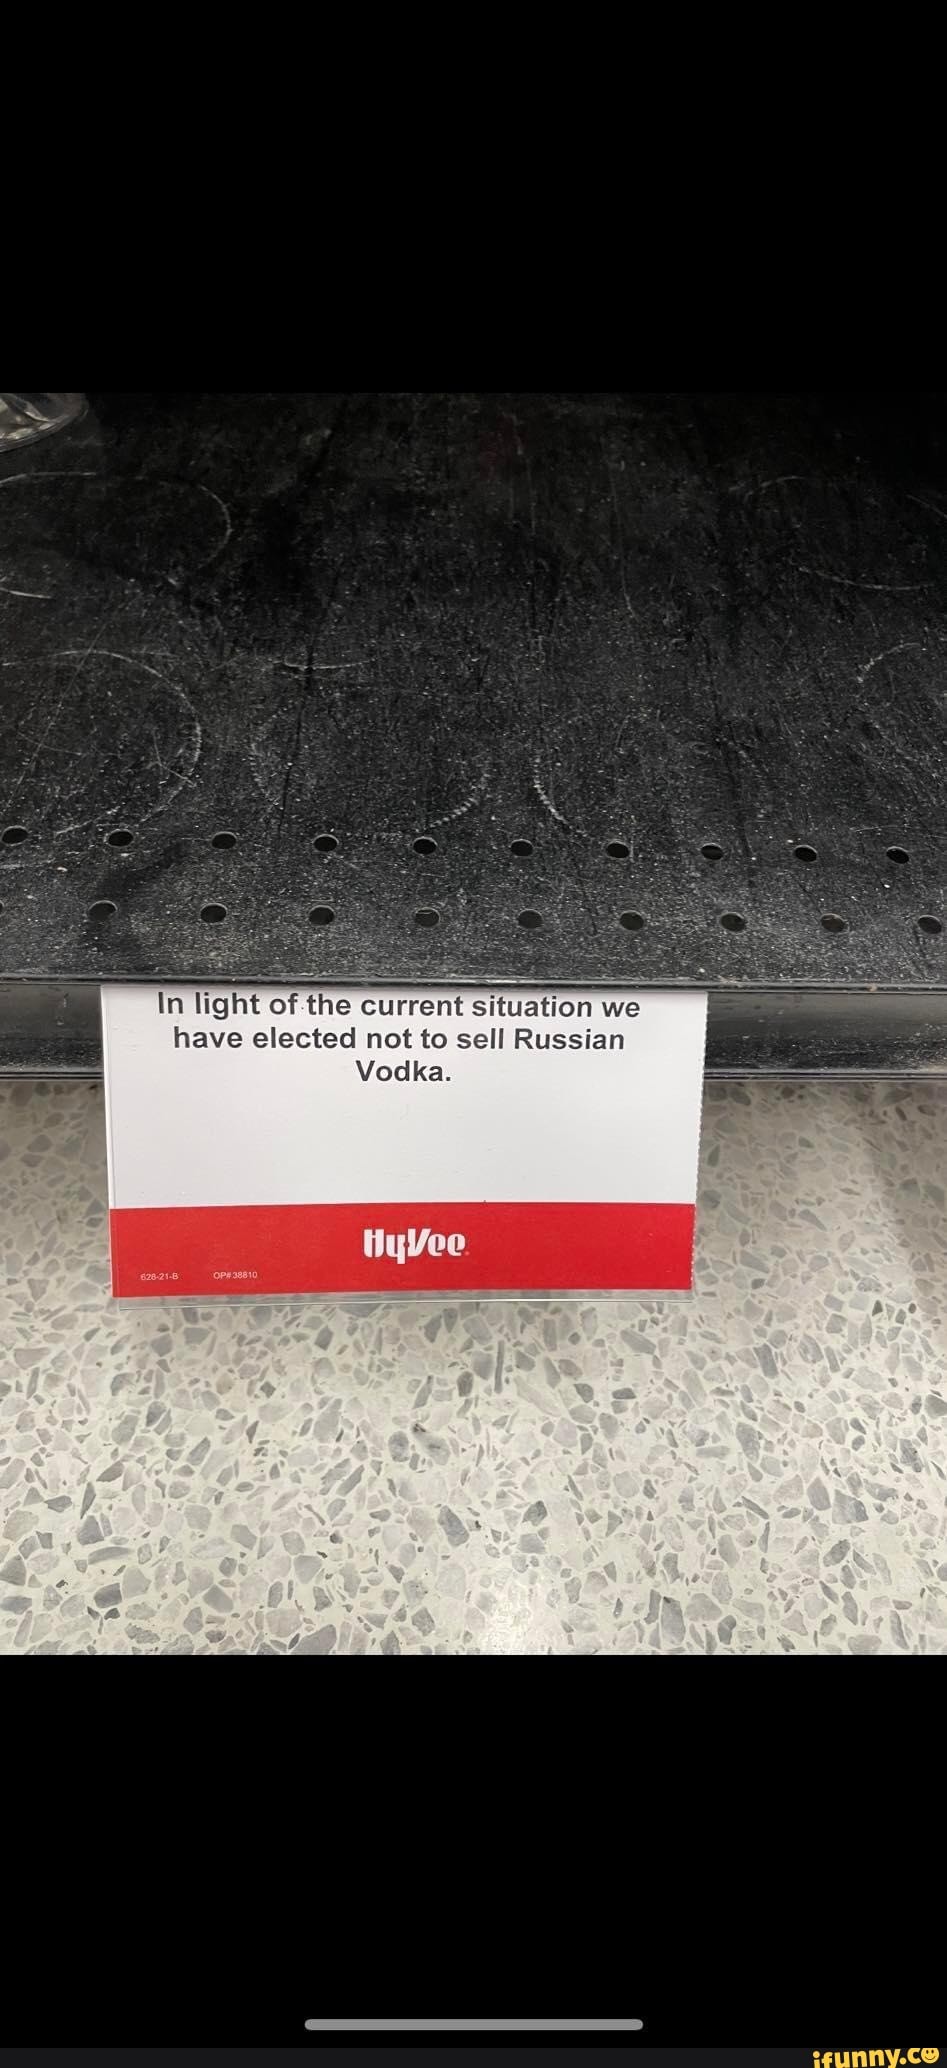 In light of the current situation we
have elected not to sell Russian
Vodka.
HyVee
628-21-B OP# 38810
ifunny.co